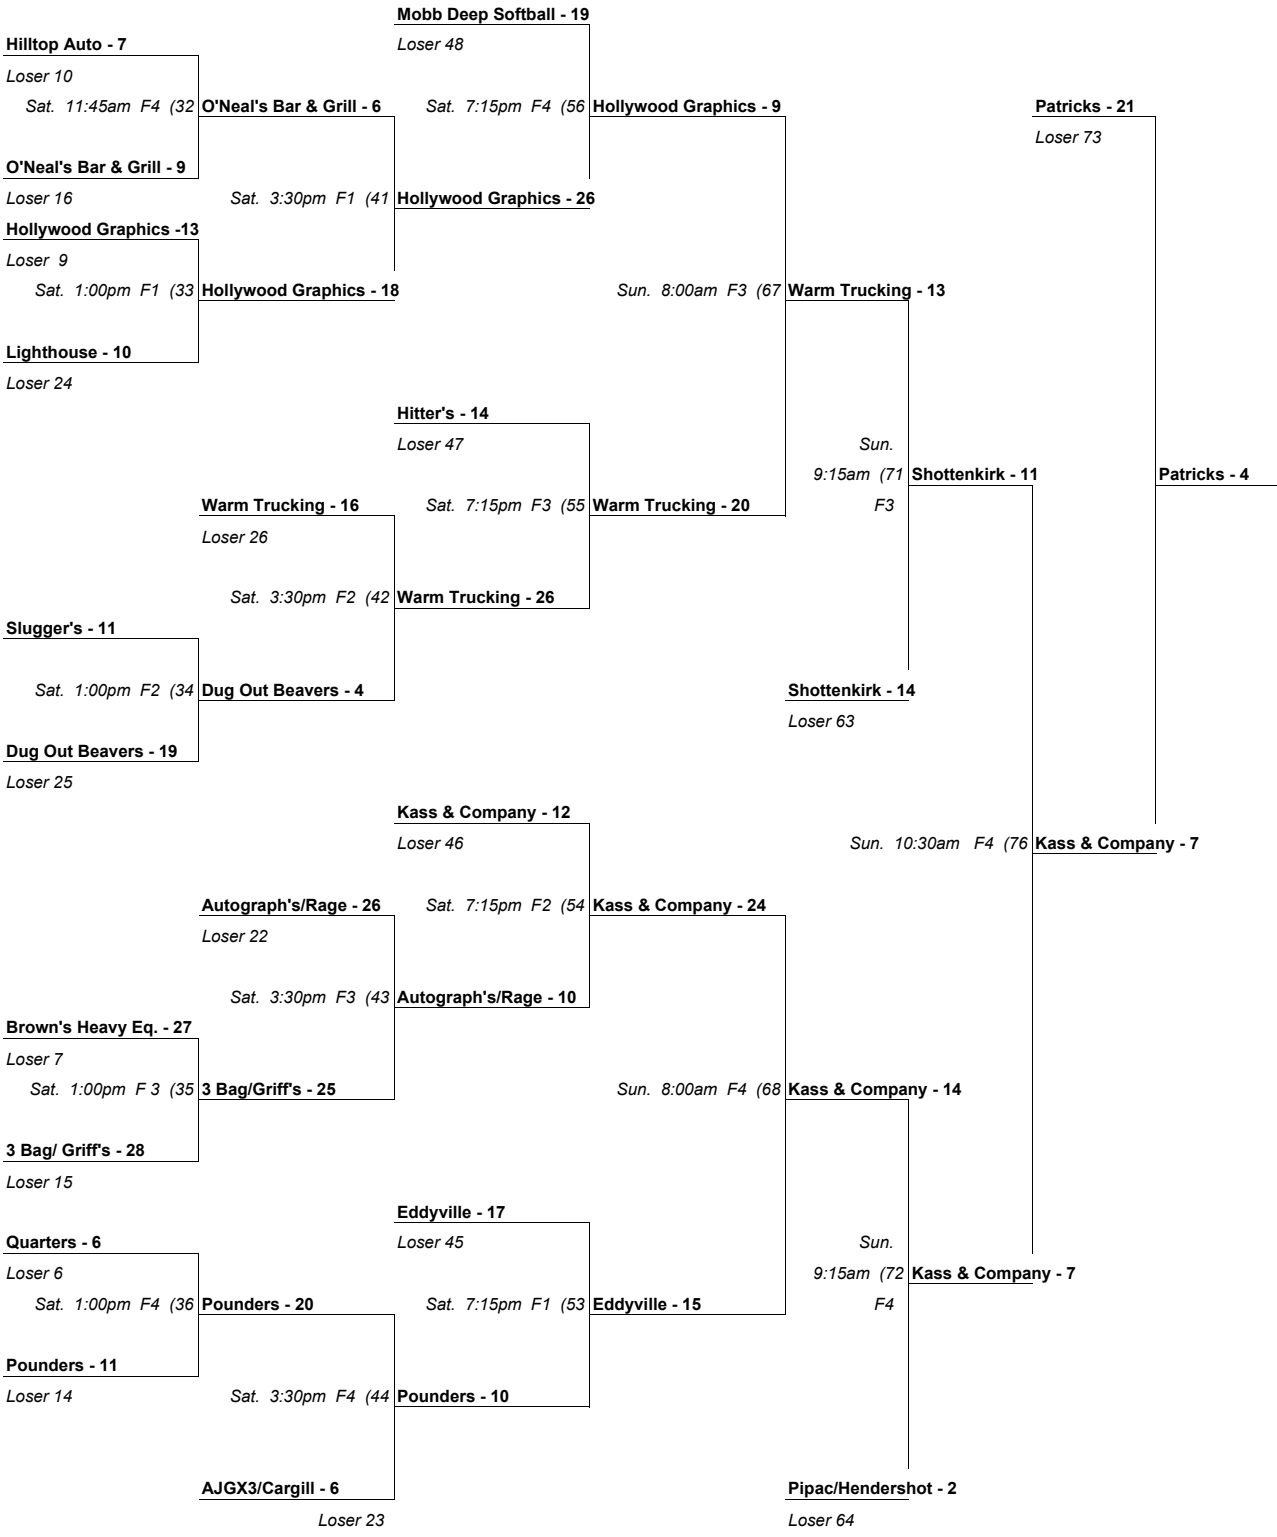 Mobb Deep Softball - 19
Hilltop Auto - 7
Loser 48
Loser 10
Sat. 11:45am F4 (32
O'Neal's Bar & Grill - 6
Sat. 7:15pm F4 (56
Hollywood Graphics - 9
Patricks - 21
Loser 73
O'Neal's Bar & Grill - 9
Loser 16
Sat. 3:30pm F1 (41
Hollywood Graphics - 26
Hollywood Graphics -13
Loser 9
Sat. 1:00pm F1 (33
Hollywood Graphics - 18
Sun. 8:00am F3 (67
Warm Trucking - 13
Lighthouse - 10
Loser 24
Hitter's - 14
Loser 47
Sun.
9:15am (71
Shottenkirk - 11
Patricks - 4
Warm Trucking - 16
Sat. 7:15pm F3 (55
Warm Trucking - 20
F3
Loser 26
Sat. 3:30pm F2 (42
Warm Trucking - 26
Slugger's - 11
Sat. 1:00pm F2 (34
Dug Out Beavers - 4
Shottenkirk - 14
Loser 63
Dug Out Beavers - 19
Loser 25
Kass & Company - 12
Loser 46
Sun. 10:30am F4 (76
Kass & Company - 7
Autograph's/Rage - 26
Sat. 7:15pm F2 (54
Kass & Company - 24
Loser 22
Sat. 3:30pm F3 (43
Autograph's/Rage - 10
Brown's Heavy Eq. - 27
Loser 7
Sat. 1:00pm F 3 (35
3 Bag/Griff's - 25
Sun. 8:00am F4 (68
Kass & Company - 14
3 Bag/ Griff's - 28
Loser 15
Eddyville - 17
Quarters - 6
Loser 45
Sun.
Loser 6
9:15am (72
Kass & Company - 7
Sat. 1:00pm F4 (36
Pounders - 20
Sat. 7:15pm F1 (53
Eddyville - 15
F4
Pounders - 11
Loser 14
Sat. 3:30pm F4 (44
Pounders - 10
AJGX3/Cargill - 6
Pipac/Hendershot - 2
Loser 23
Loser 64